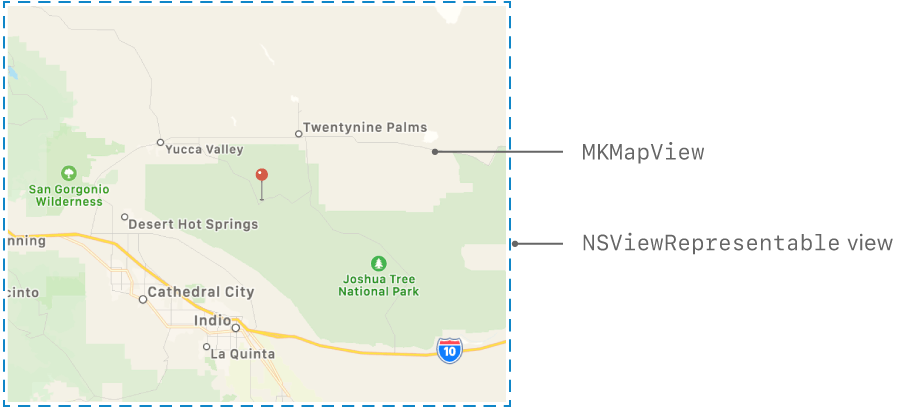 Twentynine Palms
Yucca Valley
MKMapView
San Gorgonio
Wilderness
Desert Hot Springs
nning
NSViewRepresentable view
Joshua Tree
National Park
cinto
Cathedral City
Indio
10
La Quinta